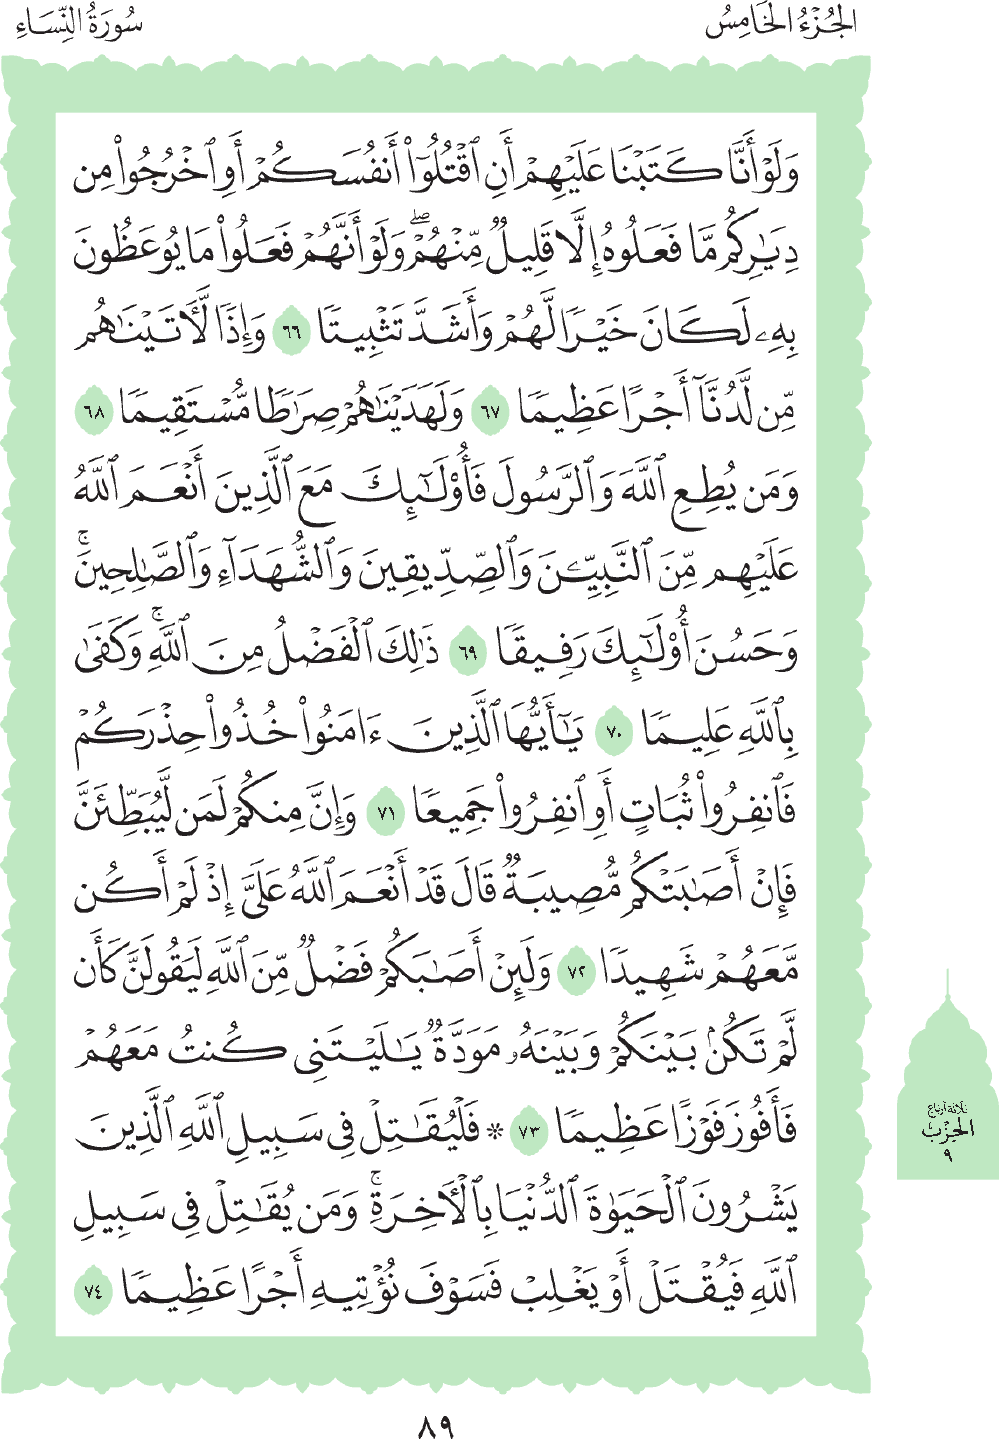 الجُزْءُ الخَامِسُ
سُورَةُ النِّسَاءِ
وَلَوۡ أَنَّا كَتَبۡنَا عَلَيۡهِمۡ أَنِ ٱقۡتُلُوٓاْ أَنفُسَكُمۡ أَوِ ٱخۡرُجُواْ مِن
دِيَٰرِكُم مَّا فَعَلُوهُ إِلَّا قَلِيلٞ مِّنۡهُمۡۖ وَلَوۡ أَنَّهُمۡ فَعَلُواْ مَا يُوعَظُونَ
بِهِۦ لَكَانَ خَيۡرٗا لَّهُمۡ وَأَشَدَّ تَثۡبِيتٗا ٦٦ وَإِذٗا لَّأٓتَيۡنَٰهُم
مِّن لَّدُنَّآ أَجۡرًا عَظِيمٗا ٦٧ وَلَهَدَيۡنَٰهُمۡ صِرَٰطٗا مُّسۡتَقِيمٗا ٦٨
وَمَن يُطِعِ ٱللَّهَ وَٱلرَّسُولَ فَأُوْلَٰٓئِكَ مَعَ ٱلَّذِينَ أَنۡعَمَ ٱللَّهُ
عَلَيۡهِم مِّنَ ٱلنَّبِيِّـۧنَ وَٱلصِّدِّيقِينَ وَٱلشُّهَدَآءِ وَٱلصَّٰلِحِينَۚ
وَحَسُنَ أُوْلَٰٓئِكَ رَفِيقٗا ٦٩ ذَٰلِكَ ٱلۡفَضۡلُ مِنَ ٱللَّهِۚ وَكَفَىٰ
بِٱللَّهِ عَلِيمٗا ٧٠ يَٰٓأَيُّهَا ٱلَّذِينَ ءَامَنُواْ خُذُواْ حِذۡرَكُمۡ
فَٱنفِرُواْ ثُبَاتٍ أَوِ ٱنفِرُواْ جَمِيعٗا ٧١ وَإِنَّ مِنكُمۡ لَمَن لَّيُبَطِّئَنَّ
فَإِنۡ أَصَٰبَتۡكُم مُّصِيبَةٞ قَالَ قَدۡ أَنۡعَمَ ٱللَّهُ عَلَيَّ إِذۡ لَمۡ أَكُن
مَّعَهُمۡ شَهِيدٗا ٧٢ وَلَئِنۡ أَصَٰبَكُمۡ فَضۡلٞ مِّنَ ٱللَّهِ لَيَقُولَنَّ كَأَن
لَّمۡ تَكُنۢ بَيۡنَكُمۡ وَبَيۡنَهُۥ مَوَدَّةٞ يَٰلَيۡتَنِي كُنتُ مَعَهُمۡ
فَأَفُوزَ فَوۡزًا عَظِيمٗا ٧٣ ۞ فَلۡيُقَٰتِلۡ فِي سَبِيلِ ٱللَّهِ ٱلَّذِينَ
يَشۡرُونَ ٱلۡحَيَوٰةَ ٱلدُّنۡيَا بِٱلۡأٓخِرَةِۚ وَمَن يُقَٰتِلۡ فِي سَبِيلِ
ٱللَّهِ فَيُقۡتَلۡ أَوۡ يَغۡلِبۡ فَسَوۡفَ نُؤۡتِيهِ أَجۡرًا عَظِيمٗا ٧٤
ثلاثة أرباع
الحِزْب
٩
٨٩